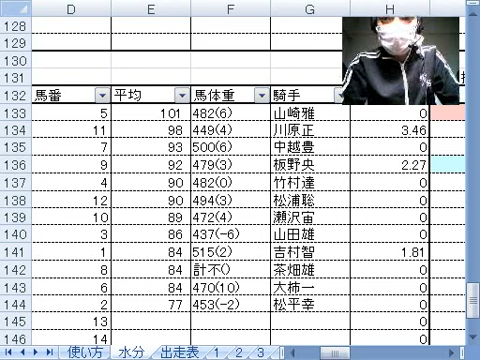 D E F G H
128
129
130
131
132 馬番 平均 馬体重 騎手
133 5 101 482(6) 山崎雅 0
134 11 98 449(4) 川原正 3.46
135 7 93 500(6) 中越豊 0
136 9 92 479(3) 板野央 2.27
137 4 90 482(0) 竹村達 0
138 12 90 494(3) 松浦聡 0
139 10 89 472(4) 瀬沢宙 0
140 3 86 437(-6) 山田雄 0
141 1 84 515(2) 吉村智 1.81
142 8 84 計不() 茶畑雄 0
143 6 84 470(10) 大柿一 0
144 2 77 453(-2) 松平幸 0
145 13 0
146 14 0
使い方 水分 出走表 1 2 3